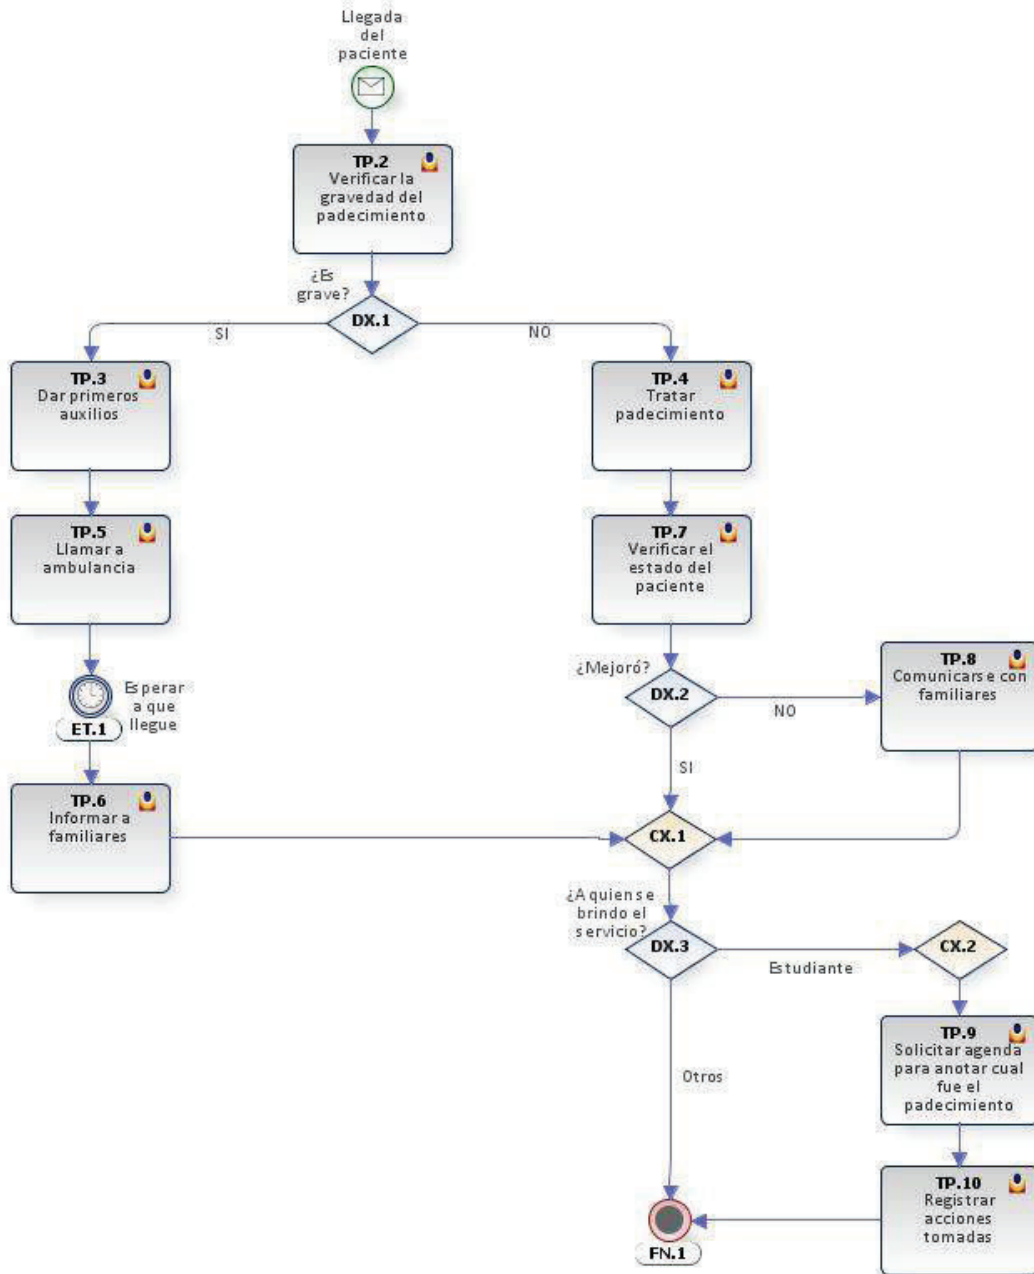 Llegada
del
paciente
TP.2
Verificar la
gravedad del
padecimiento
¿Es
grave?
DX.1
SI
NO
TP.3
Dar primeros
auxilios
TP.4
Tratar
padecimiento
TP.5
Llamar a
ambulancia
TP.7
Verificar el
estado del
paciente
Esperar
a que
llegue
ET.1
¿Mejoró?
DX.2
NO
TP.8
Comunicarse con
familiares
SI
TP.6
Informar a
familiares
CX.1
¿A quien se
brindo el
servicio?
DX.3
Estudiante
CX.2
TP.9
Solicitar agenda
para anotar cual
fue el
padecimiento
Otros
TP.10
Registrar
acciones
tomadas
FN.1